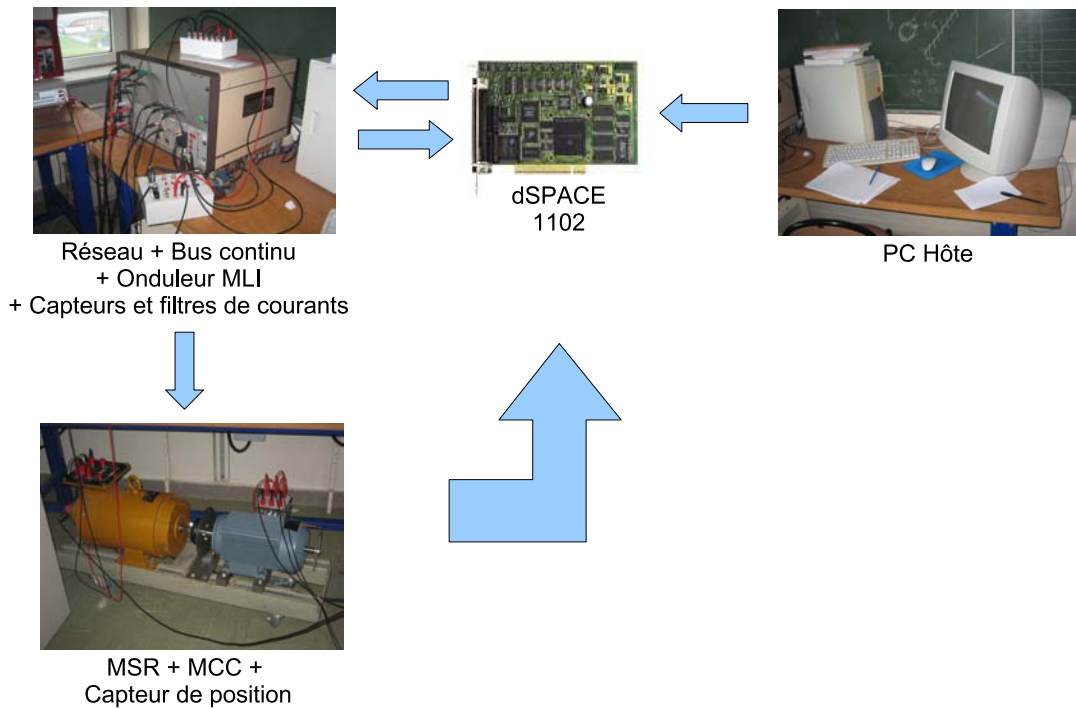 dSPACE
1102
Réseau + Bus continu
+ Onduleur MLI
+ Capteurs et filtres de courants
PC Hôte
MSR + MCC +
Capteur de position